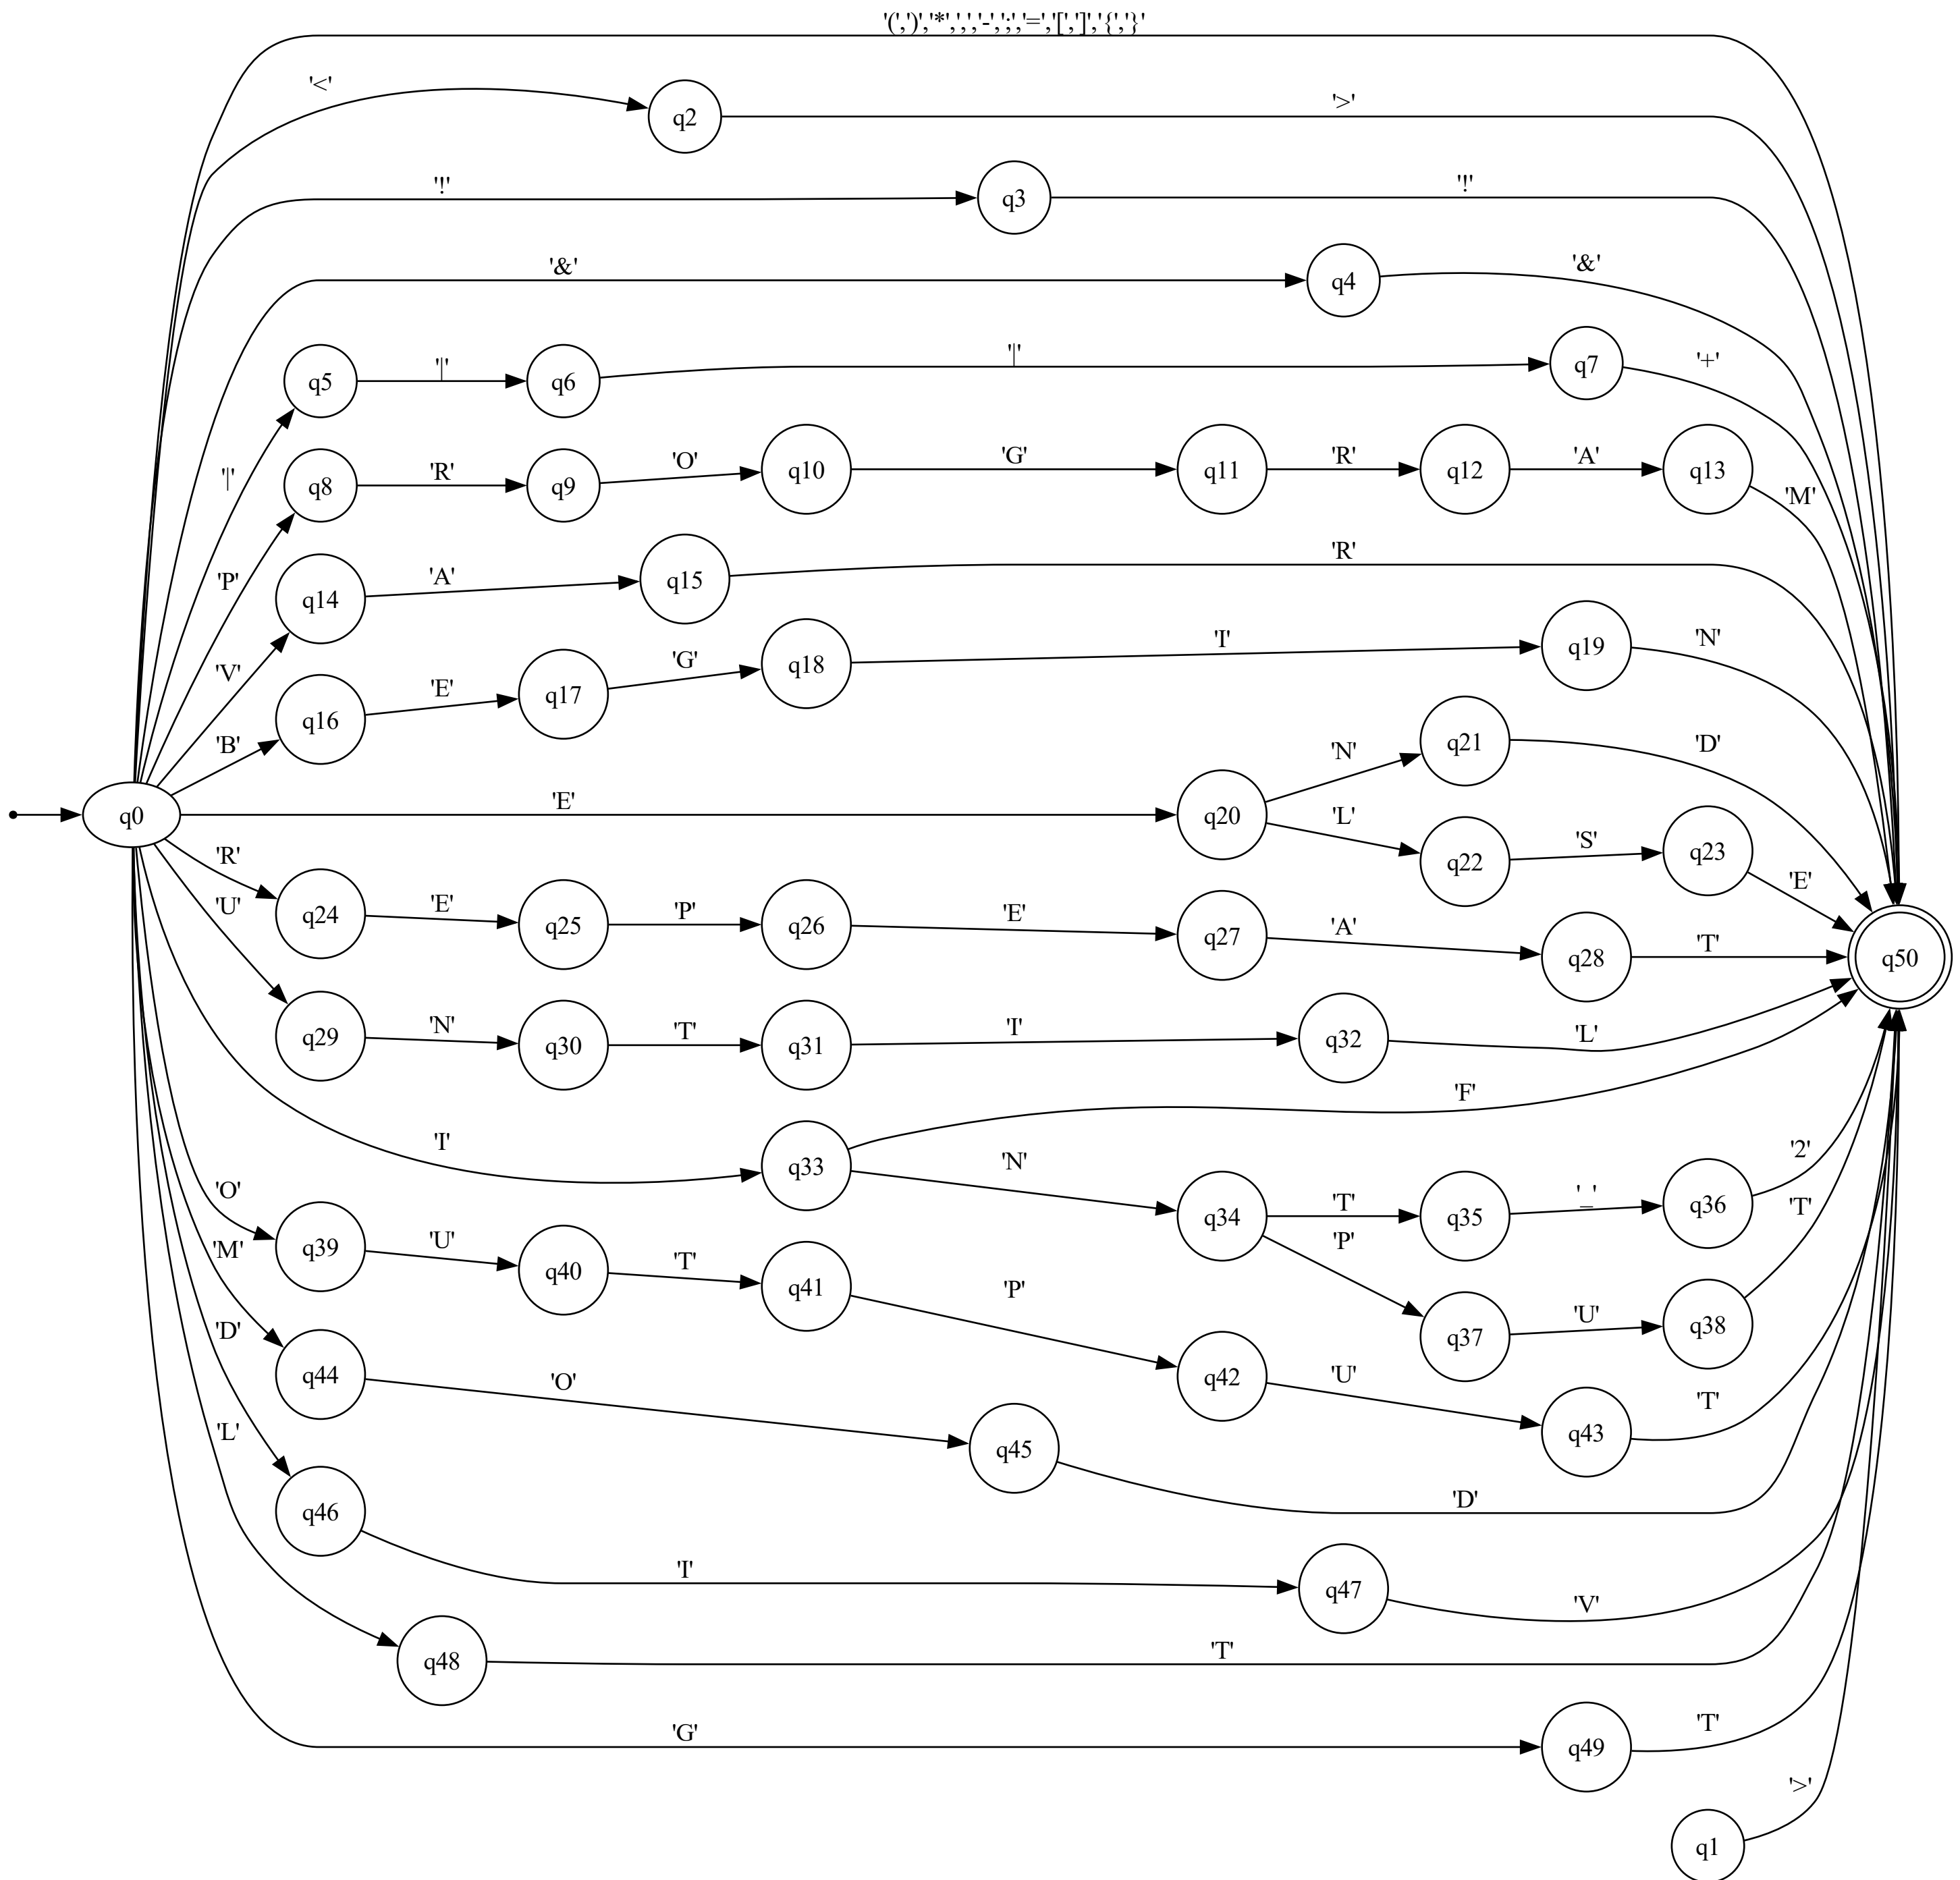 '(',')','*',',','-',';','=','[',']','{','}'
'<'
q2
'>'
'!'
q3
'!'
'&'
q4
'&'
'|'
q5
'|'
q6
'|'
q7
'+'
'P'
q8
'R'
q9
'O'
q10
'G'
q11
'R'
q12
'A'
q13
'M'
'V'
q14
'A'
q15
'R'
'B'
q16
'E'
q17
'G'
q18
'I'
q19
'N'
q0
'E'
q20
'N'
q21
'D'
'L'
q22
'S'
q23
'E'
'R'
q24
'E'
q25
'P'
q26
'E'
q27
'A'
q28
'T'
q50
'U'
q29
'N'
q30
'T'
q31
'I'
q32
'L'
'I'
q33
'F'
'N'
q34
'T'
q35
'_'
q36
'2'
'P'
q37
'U'
q38
'T'
'O'
q39
'U'
q40
'T'
q41
'P'
q42
'U'
q43
'T'
'M'
q44
'O'
q45
'D'
'D'
q46
'I'
q47
'V'
'L'
q48
'T'
'G'
q49
'T'
q1
'>'